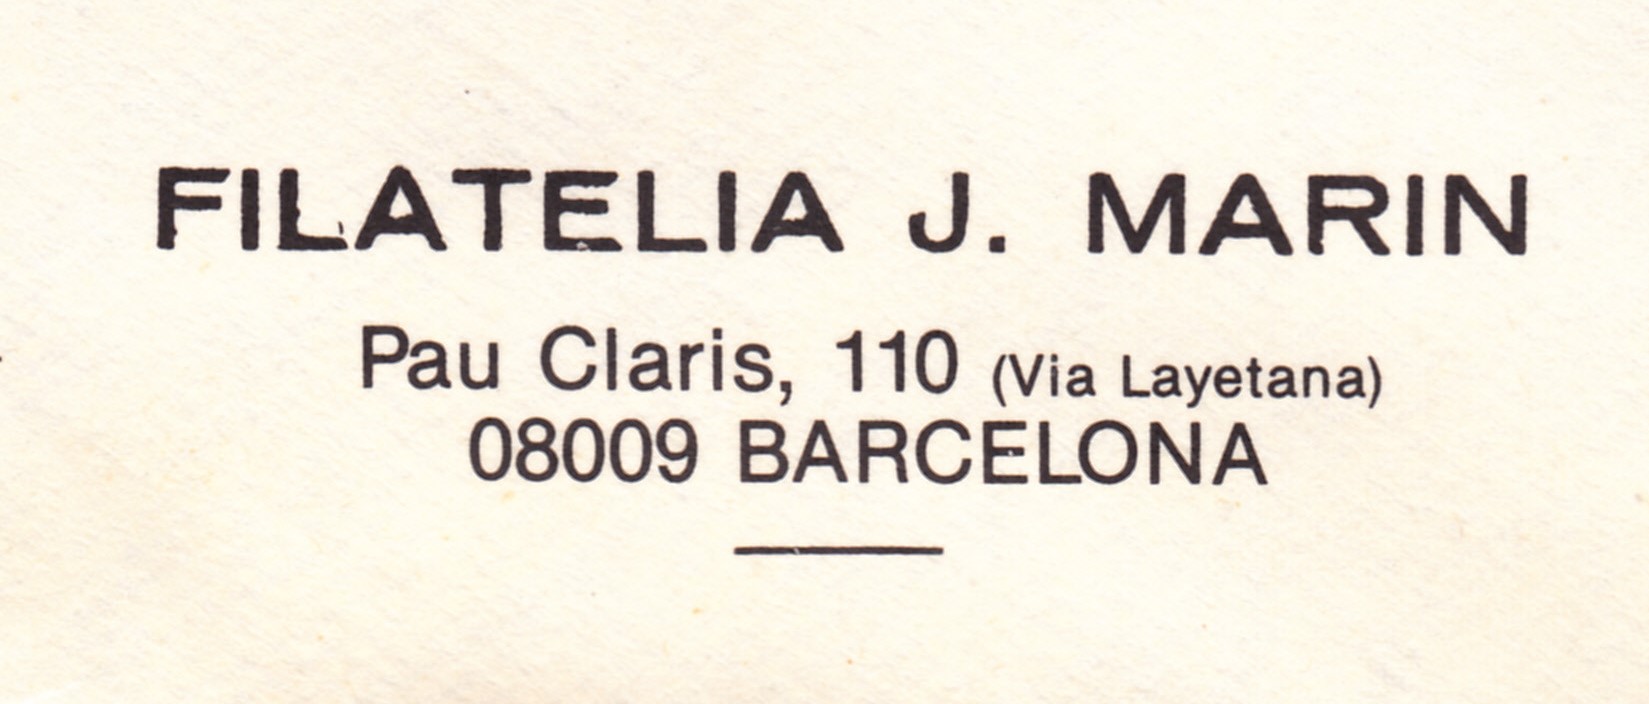 FILATELIA J. MARIN
Pau Claris, 110 (Via Layetana)
08009 BARCELONA